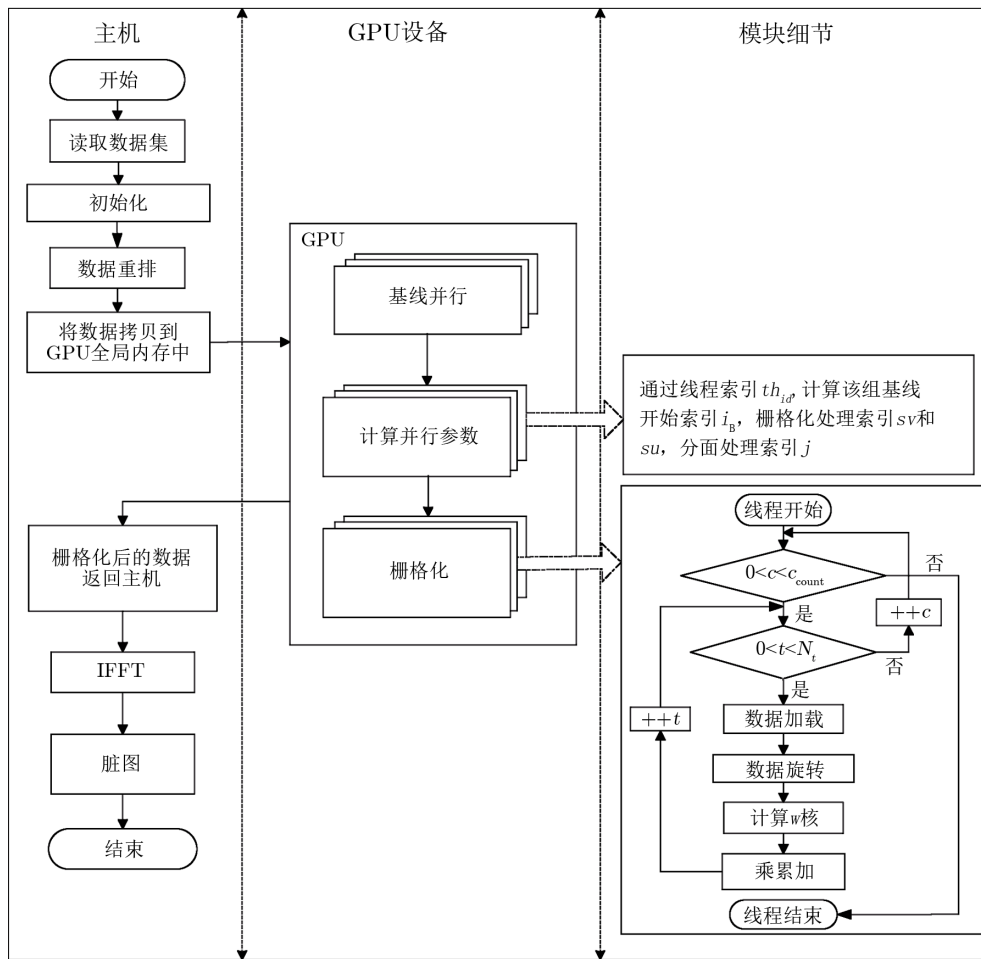 主机
开始
读取数据集
初始化
数据重排
将数据拷贝到
GPU全局内存中
栅格化后的数据
返回主机
IFFT
脏图
结束
GPU设备
GPU
基线并行
计算并行参数
栅格化
模块细节
通过线程索引th_id,计算该组基线
开始索引i_B，栅格化处理索引sv和
su，分面处理索引j
线程开始
0<c<c_count
否
是
++c
0<t<N_t
否
是
++t
数据加载
数据旋转
计算w核
乘累加
线程结束